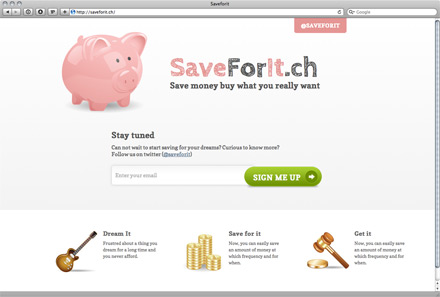 Saveforit
http://saveforit.ch/
Google
@SAVEFORIT
SaveForIt.ch
Save money buy what you really want
Stay tuned
Can not wait to start saving for your dreams? Curious to know more?
Follow us on twitter (@saveforit)
Enter your email
SIGN ME UP
Dream It
Save for it
Get it
Frustrated about a thing you
dream for a long time and
you never afford.
Now, you can easily save
an amount of money at
which frequency and for
when.
Now, you can easily save
an amount of money at
which frequency and for
when.